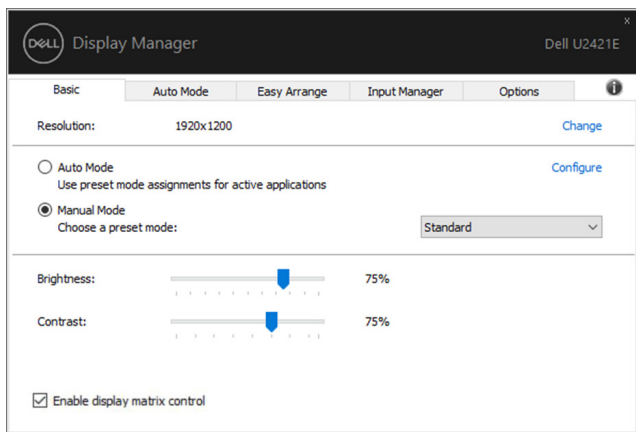 DELL Display Manager
x
Dell U2421E
Basic Auto Mode Easy Arrange Input Manager Options i
Resolution: 1920x1200 Change
Auto Mode Configure
Use preset mode assignments for active applications
Manual Mode
Choose a preset mode: Standard
Brightness: 75%
Contrast: 75%
Enable display matrix control